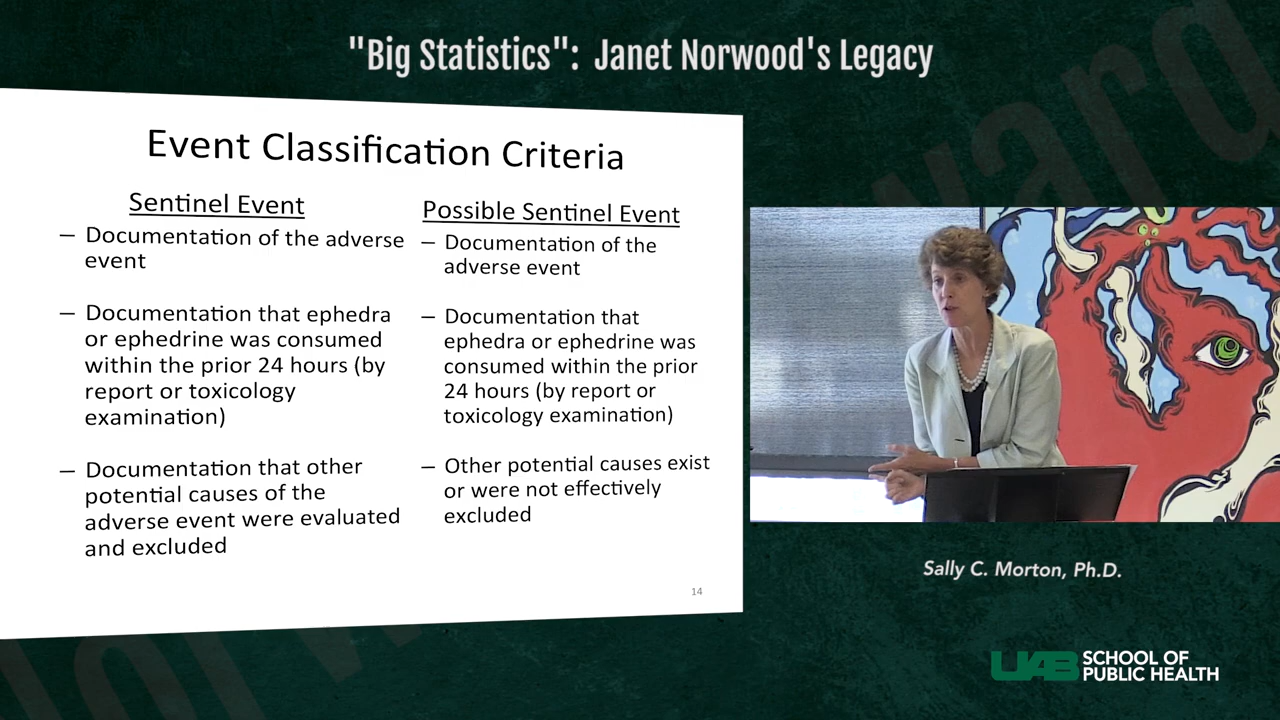 "Big Statistics": Janet Norwood's Legacy
Event Classification Criteria
Sentinel Event
– Documentation of the adverse
event
– Documentation that ephedra
or ephedrine was consumed
within the prior 24 hours (by
report or toxicology
examination)
– Documentation that other
potential causes of the
adverse event were evaluated
and excluded
Possible Sentinel Event
– Documentation of the
adverse event
– Documentation that
ephedra or ephedrine was
consumed within the prior
24 hours (by report or
toxicology examination)
– Other potential causes exist
or were not effectively
excluded
14
Sally C. Morton, Ph.D.
UAB SCHOOL OF
PUBLIC HEALTH